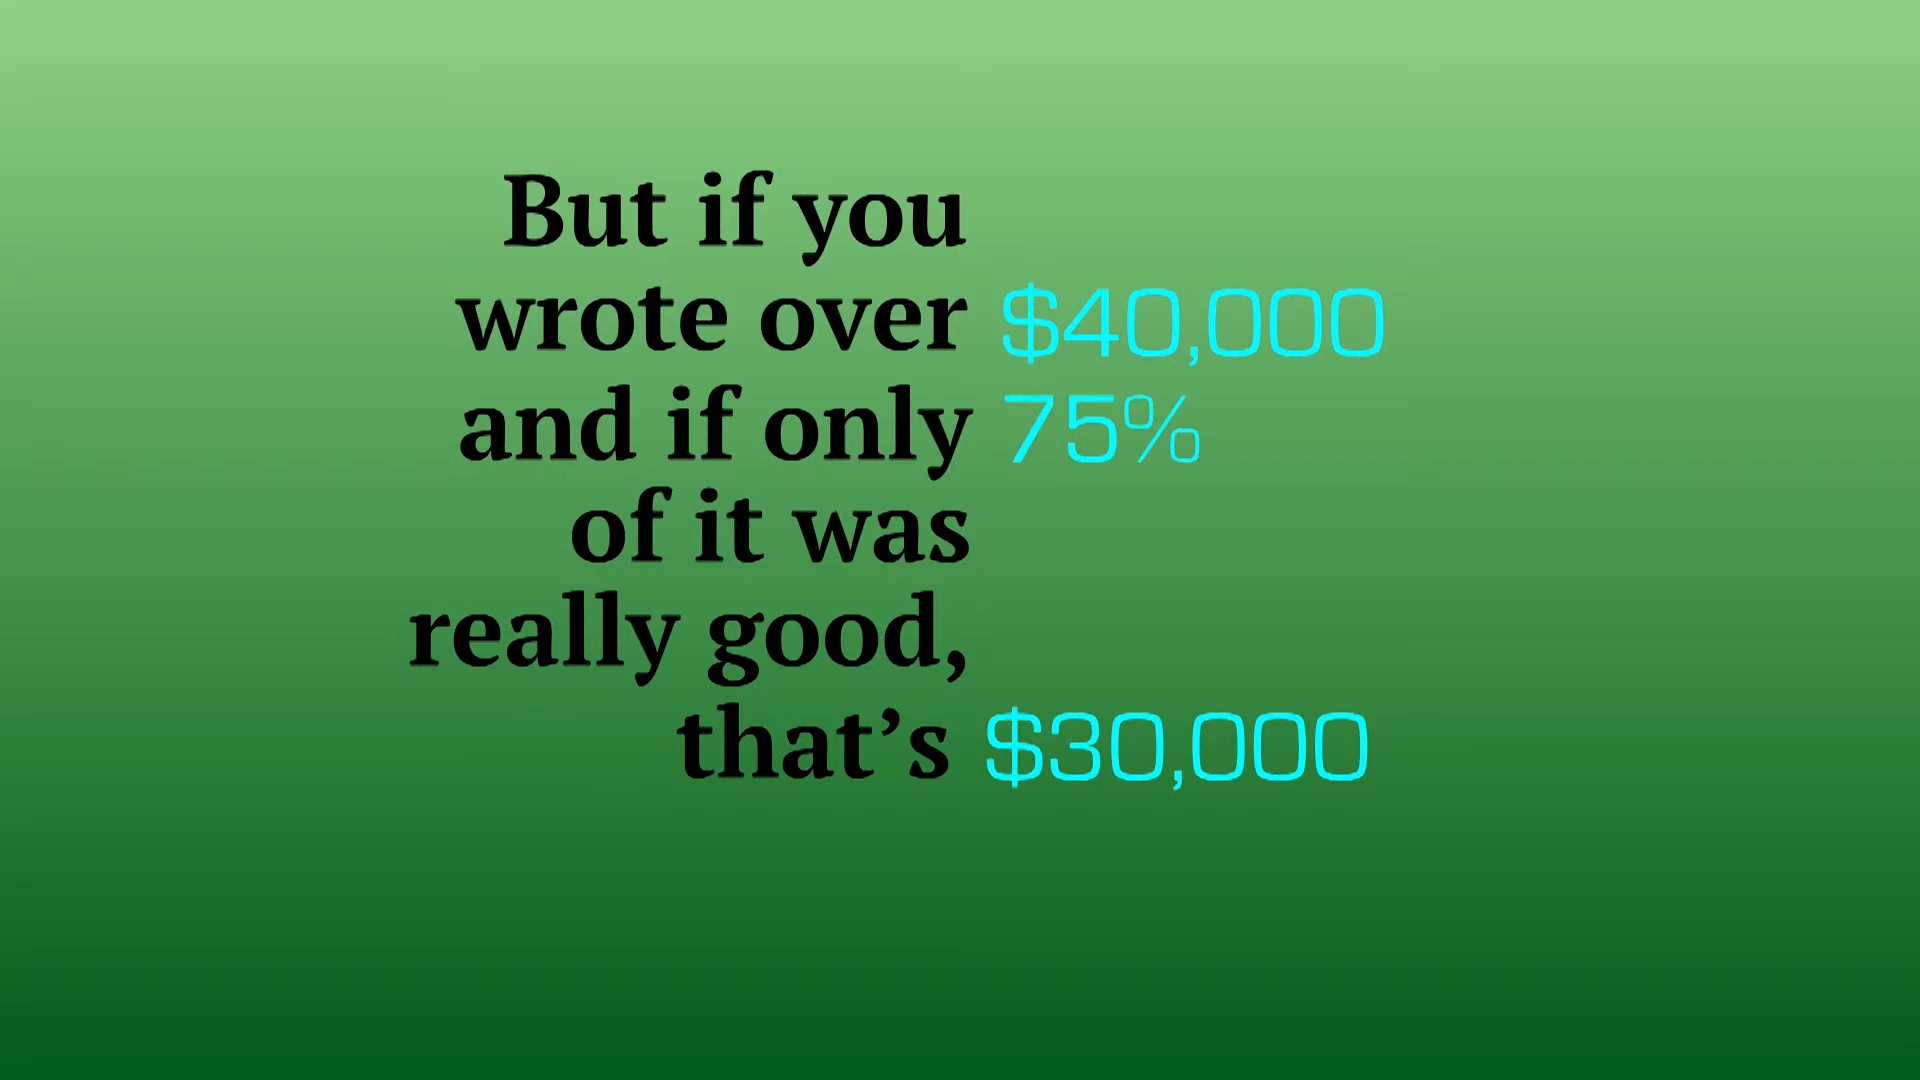 But if you
wrote over $40,000
and if only 75%
of it was
really good,
that’s $30,000